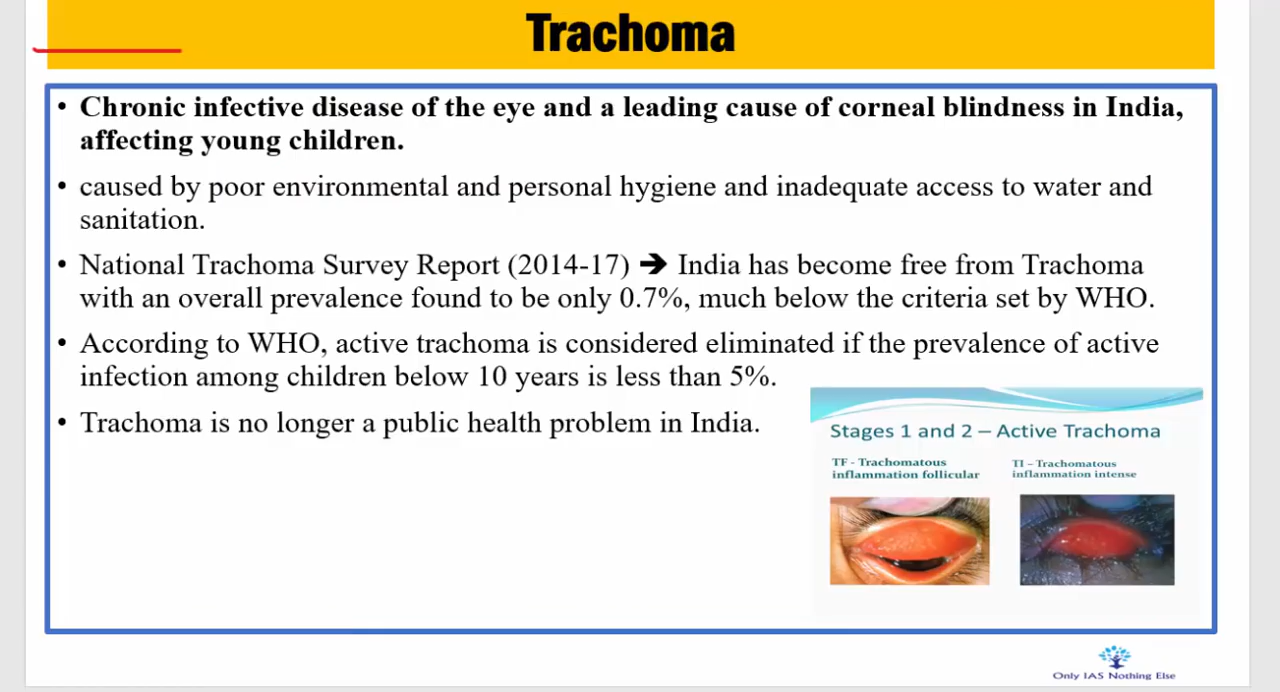 Trachoma
• Chronic infective disease of the eye and a leading cause of corneal blindness in India,
affecting young children.
• caused by poor environmental and personal hygiene and inadequate access to water and
sanitation.
• National Trachoma Survey Report (2014-17) 🡺 India has become free from Trachoma
with an overall prevalence found to be only 0.7%, much below the criteria set by WHO.
• According to WHO, active trachoma is considered eliminated if the prevalence of active
infection among children below 10 years is less than 5%.
• Trachoma is no longer a public health problem in India.
Stages 1 and 2 – Active Trachoma
TF - Trachomatous
inflammation follicular
TI – Trachomatous
inflammation intense
Only IAS Nothing Else